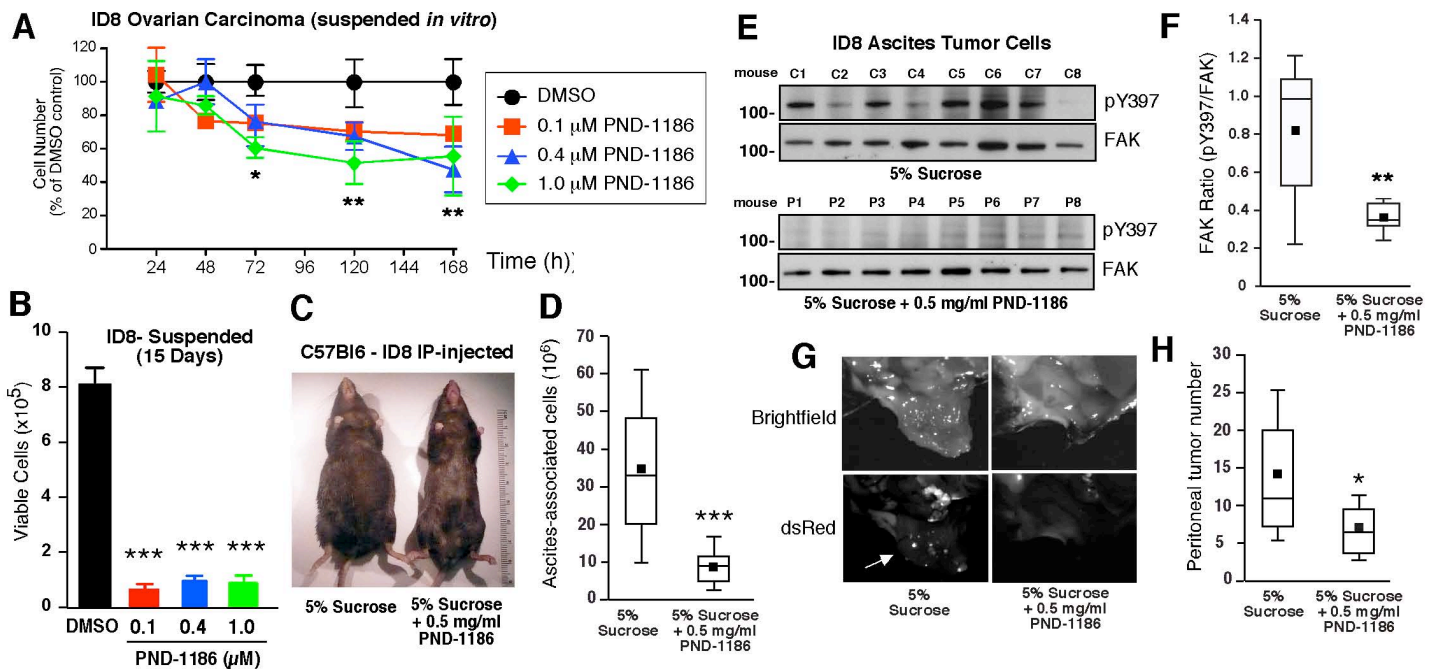 A
ID8 Ovarian Carcinoma (suspended in vitro)
Cell Number
(% of DMSO control)
120
100
80
60
40
20
0
24 48 72 96 120 144 168
Time (h)
*
**
**
DMSO
0.1 μM PND-1186
0.4 μM PND-1186
1.0 μM PND-1186
B
ID8- Suspended
(15 Days)
Viable Cells (x10⁵)
10
8
6
4
2
0
*** *** ***
DMSO 0.1 0.4 1.0
PND-1186 (μM)
C
C57Bl6 - ID8 IP-injected
5% Sucrose
5% Sucrose
+ 0.5 mg/ml
PND-1186
D
Ascites-associated cells (10⁶)
70
60
50
40
30
20
10
0
***
5%
Sucrose
5% Sucrose
+ 0.5 mg/ml
PND-1186
E
ID8 Ascites Tumor Cells
mouse C1 C2 C3 C4 C5 C6 C7 C8
100- pY397
100- FAK
5% Sucrose
mouse P1 P2 P3 P4 P5 P6 P7 P8
100- pY397
100- FAK
5% Sucrose + 0.5 mg/ml PND-1186
F
FAK Ratio (pY397/FAK)
1.4
1.2
1.0
0.8
0.6
0.4
0.2
0
**
5%
Sucrose
5% Sucrose
+ 0.5 mg/ml
PND-1186
G
Brightfield
dsRed
5%
Sucrose
5% Sucrose
+ 0.5 mg/ml
PND-1186
H
Peritoneal tumor number
30
25
20
15
10
5
0
*
5%
Sucrose
5% Sucrose
+ 0.5 mg/ml
PND-1186